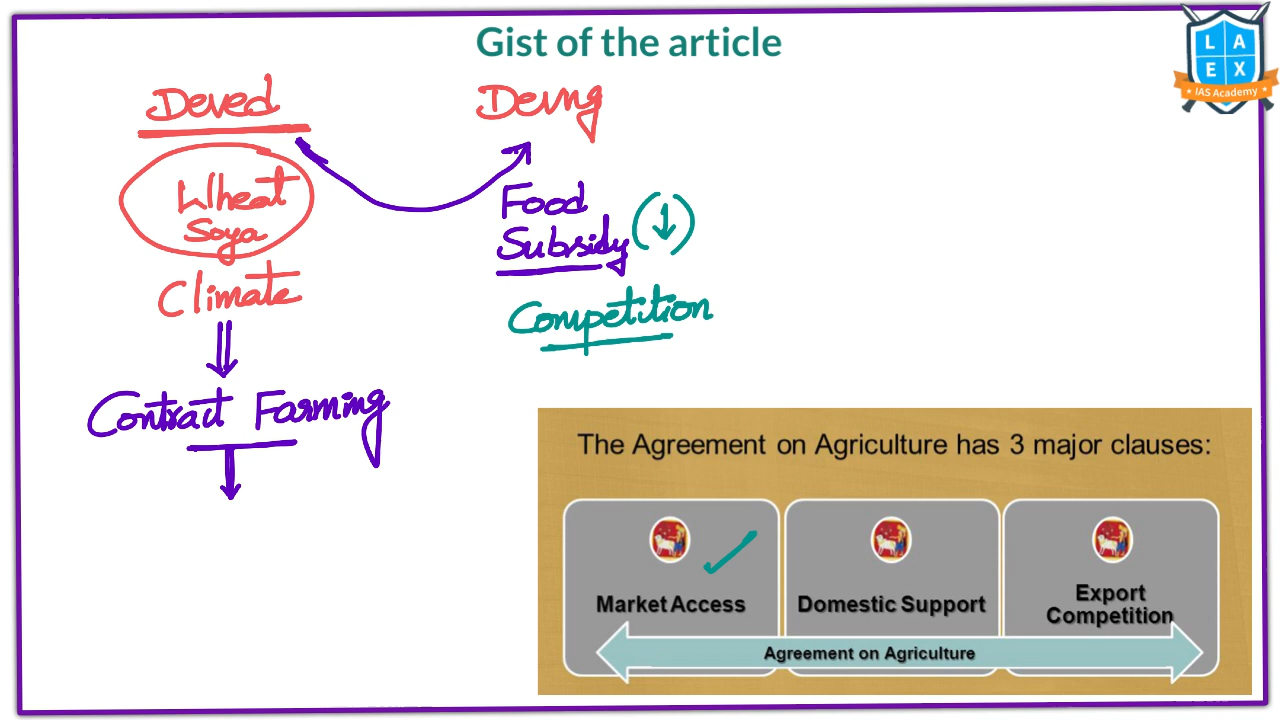 Gist of the article
L A
E X
IAS Academy
Deved
Devng
Wheat
Soya
Climate
Food
Subsidy (↓)
Competition
Contract Farming
The Agreement on Agriculture has 3 major clauses:
Market Access
Domestic Support
Export
Competition
Agreement on Agriculture